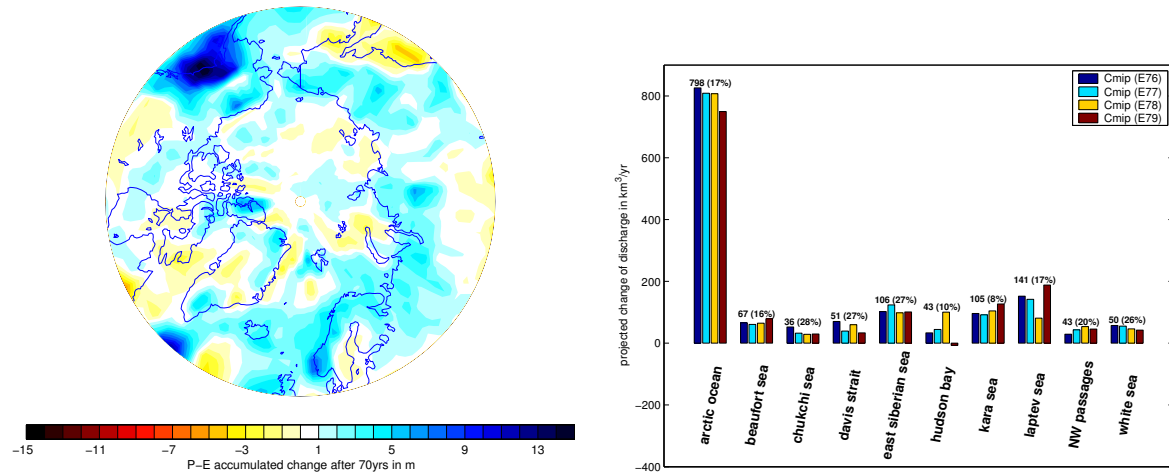 −15 −11 −7 −3 1 5 9 13
P−E accumulated change after 70yrs in m
projected change of discharge in km³/yr
800
600
400
200
0
−200
−400
798 (17%)
67 (16%)
36 (28%)
51 (27%)
106 (27%)
43 (10%)
105 (8%)
141 (17%)
43 (20%)
50 (26%)
Cmip (E76)
Cmip (E77)
Cmip (E78)
Cmip (E79)
arctic ocean
beaufort sea
chukchi sea
davis strait
east siberian sea
hudson bay
kara sea
laptev sea
NW passages
white sea